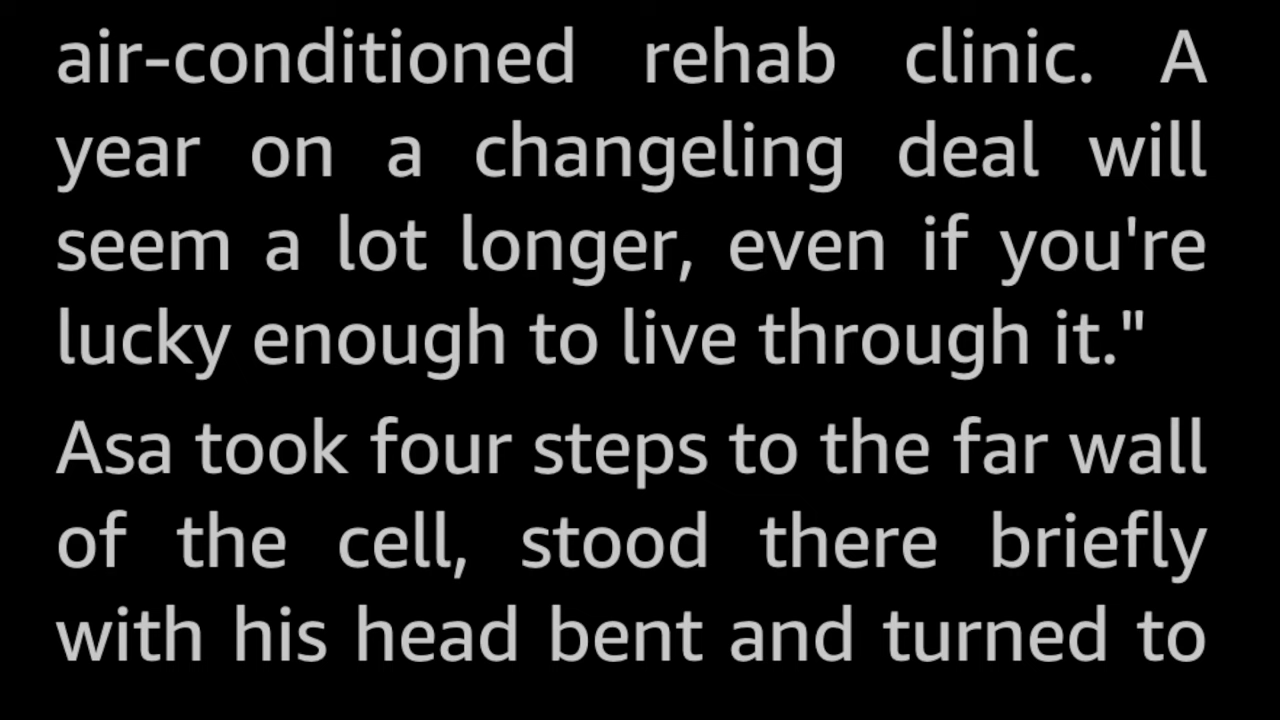 air-conditioned rehab clinic. A
year on a changeling deal will
seem a lot longer, even if you're
lucky enough to live through it."
Asa took four steps to the far wall
of the cell, stood there briefly
with his head bent and turned to